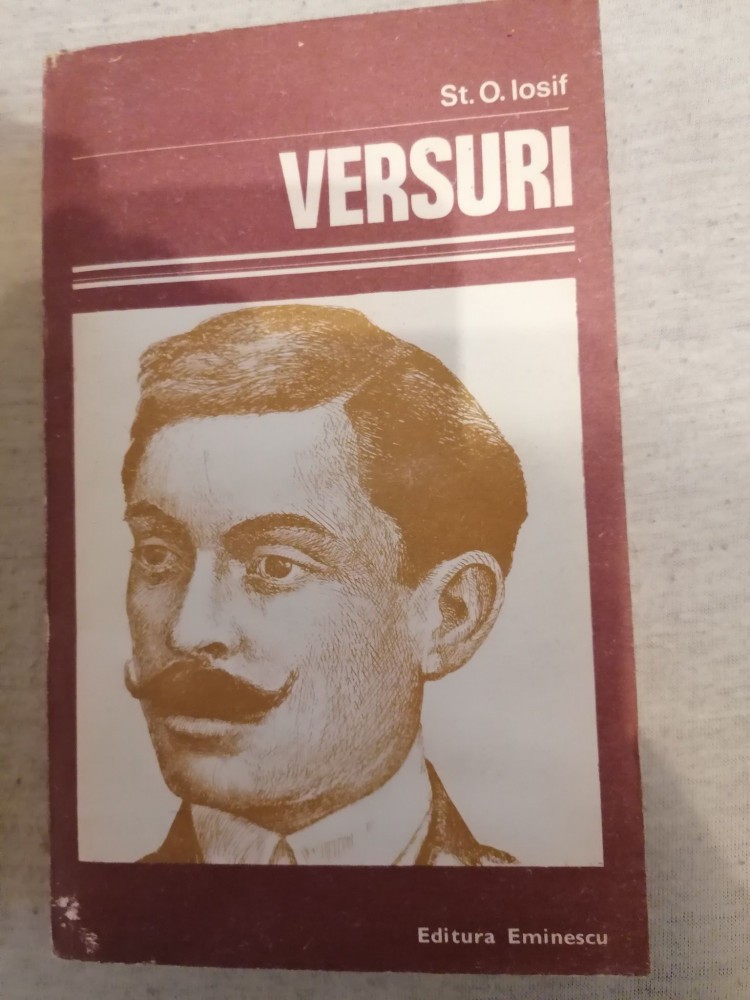 St. O. Iosif
VERSURI
Editura Eminescu